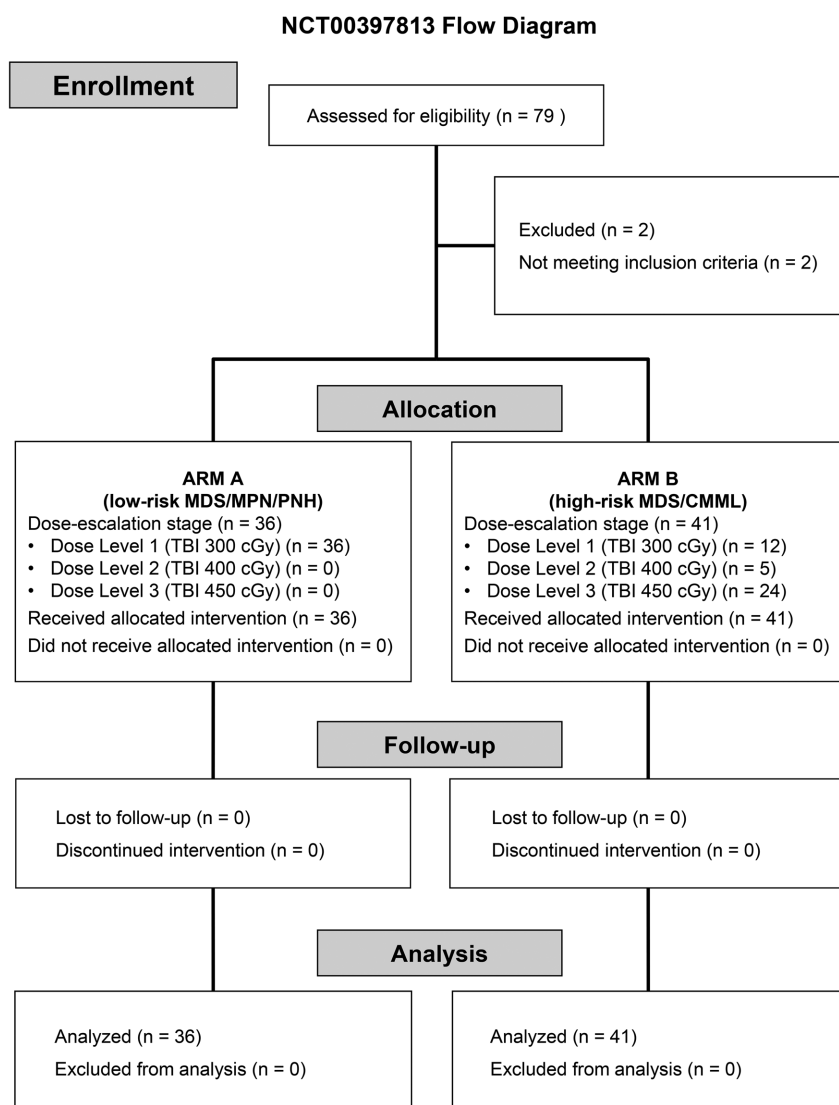 NCT00397813 Flow Diagram
Enrollment
Assessed for eligibility (n = 79 )
Excluded (n = 2)
Not meeting inclusion criteria (n = 2)
Allocation
ARM A
(low-risk MDS/MPN/PNH)
Dose-escalation stage (n = 36)
• Dose Level 1 (TBI 300 cGy) (n = 36)
• Dose Level 2 (TBI 400 cGy) (n = 0)
• Dose Level 3 (TBI 450 cGy) (n = 0)
Received allocated intervention (n = 36)
Did not receive allocated intervention (n = 0)
ARM B
(high-risk MDS/CMML)
Dose-escalation stage (n = 41)
• Dose Level 1 (TBI 300 cGy) (n = 12)
• Dose Level 2 (TBI 400 cGy) (n = 5)
• Dose Level 3 (TBI 450 cGy) (n = 24)
Received allocated intervention (n = 41)
Did not receive allocated intervention (n = 0)
Follow-up
Lost to follow-up (n = 0)
Discontinued intervention (n = 0)
Lost to follow-up (n = 0)
Discontinued intervention (n = 0)
Analysis
Analyzed (n = 36)
Excluded from analysis (n = 0)
Analyzed (n = 41)
Excluded from analysis (n = 0)